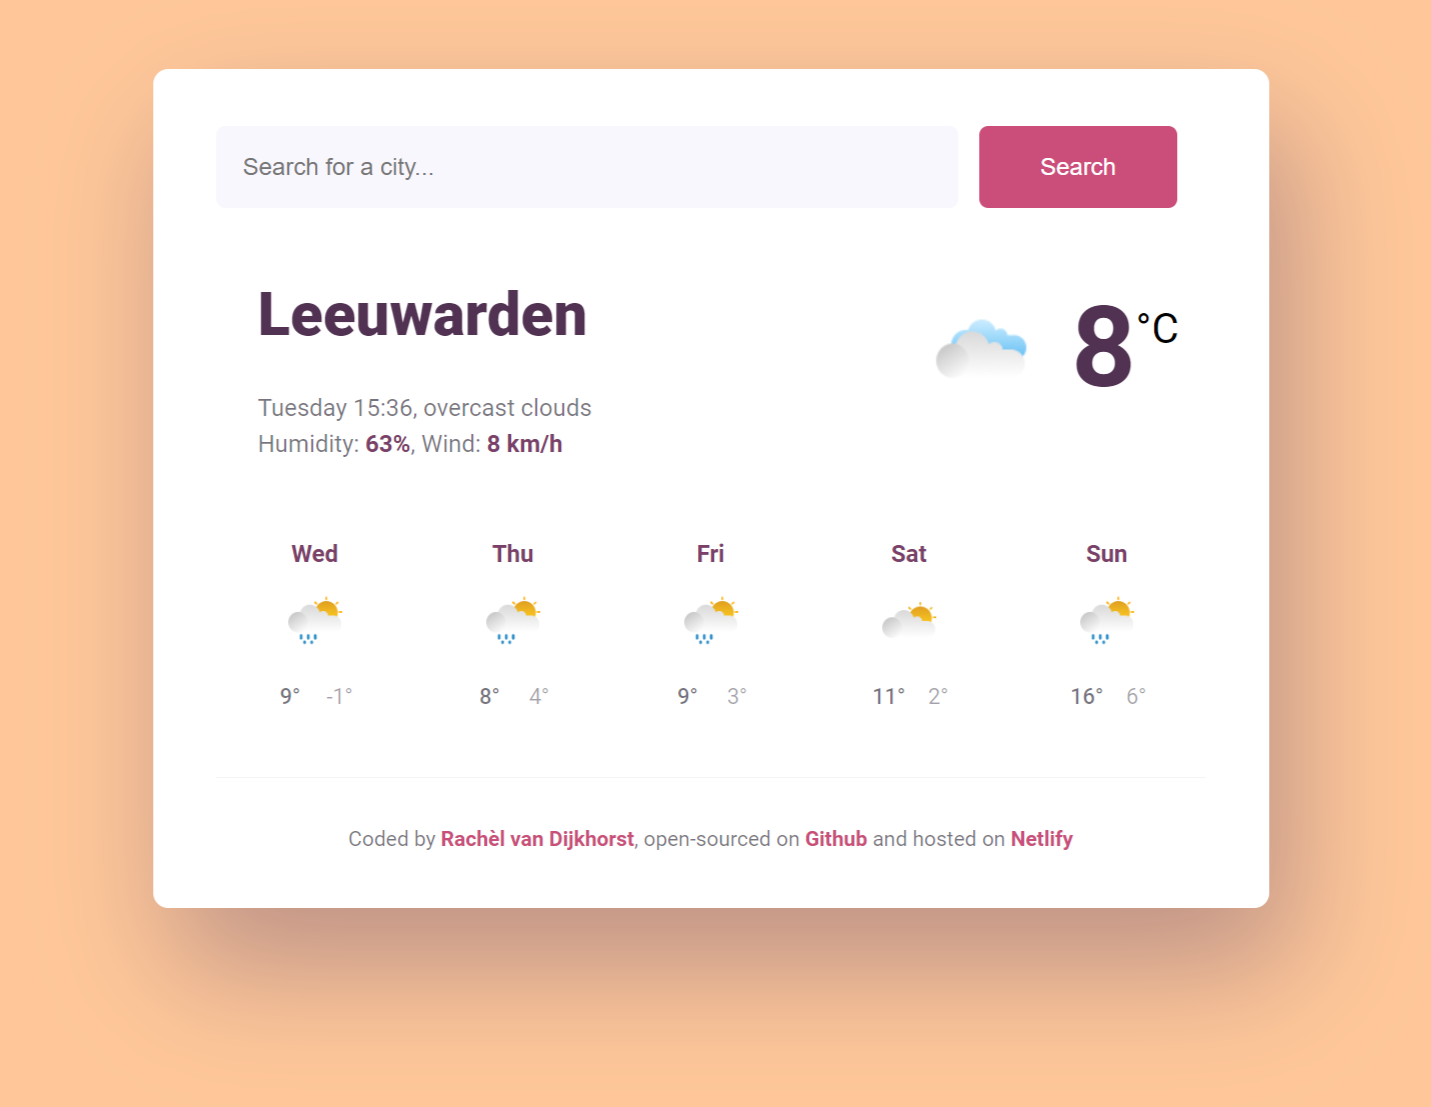 Search for a city...
Search
Leeuwarden
8°C
Tuesday 15:36, overcast clouds
Humidity: 63%, Wind: 8 km/h
Wed Thu Fri Sat Sun
9° -1° 8° 4° 9° 3° 11° 2° 16° 6°
Coded by Rachèl van Dijkhorst, open-sourced on Github and hosted on Netlify